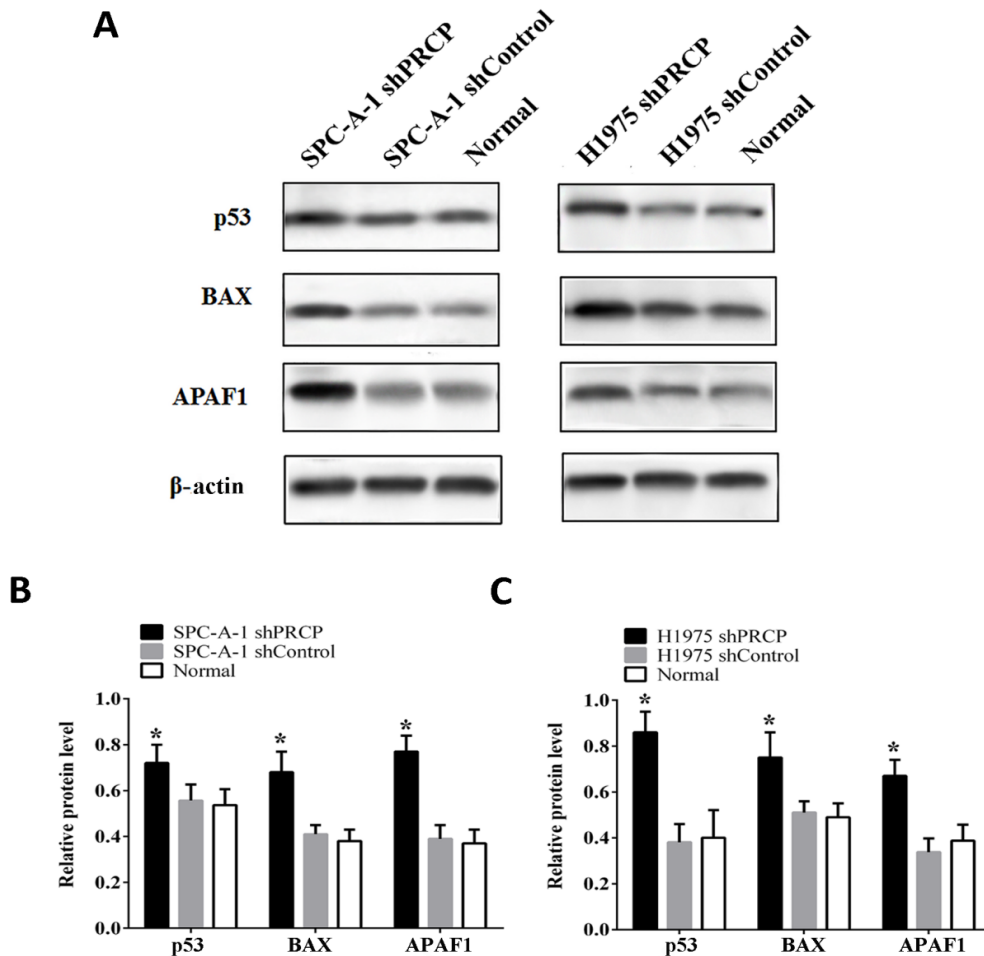 A
SPC-A-1 shPRCP
SPC-A-1 shControl
Normal
H1975 shPRCP
H1975 shControl
Normal
p53
BAX
APAF1
β-actin
B
SPC-A-1 shPRCP
SPC-A-1 shControl
Normal
Relative protein level
1.0
0.8
0.6
0.4
0.2
0.0
*
*
*
p53 BAX APAF1
C
H1975 shPRCP
H1975 shControl
Normal
Relative protein level
1.0
0.8
0.6
0.4
0.2
0.0
*
*
*
p53 BAX APAF1